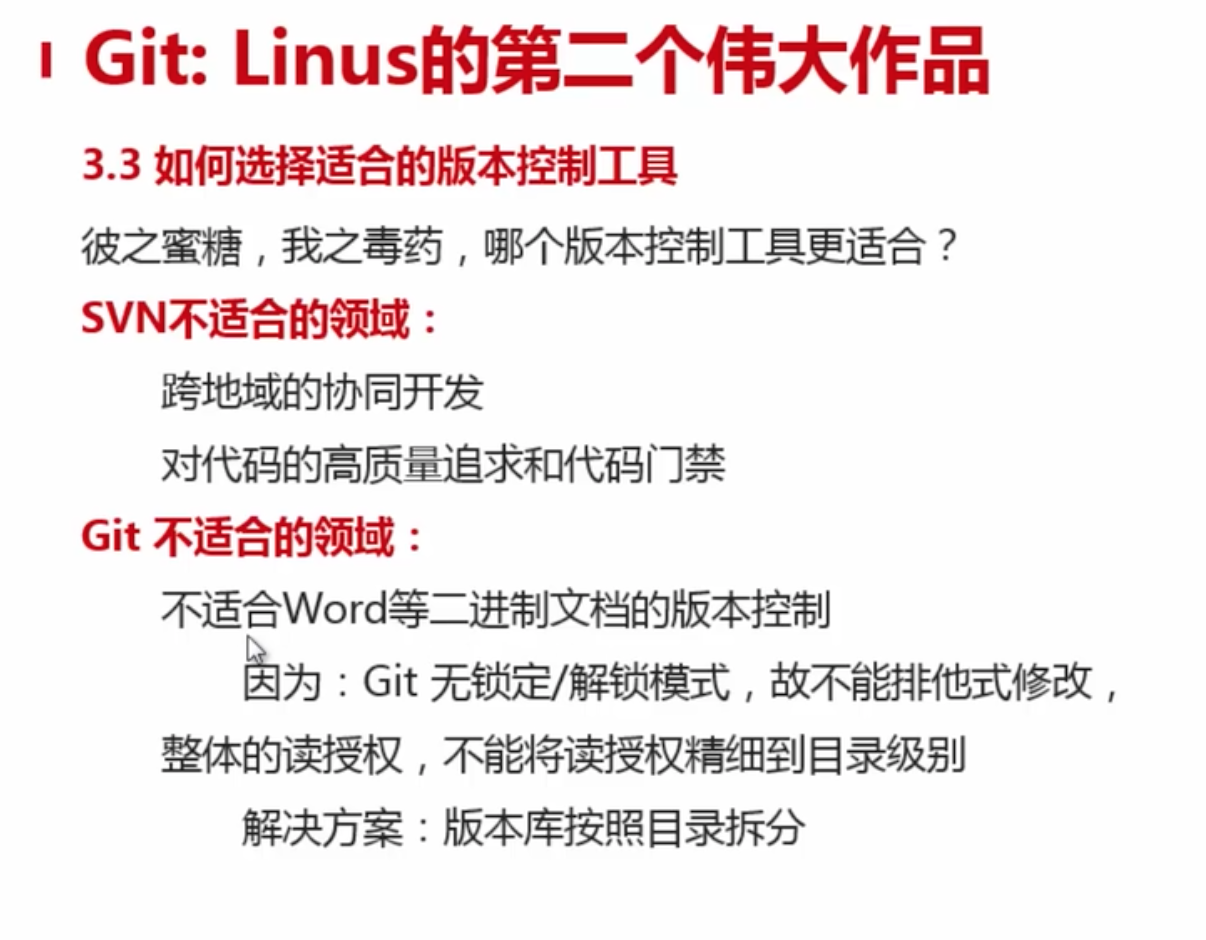 Git: Linus的第二个伟大作品
3.3 如何选择适合的版本控制工具
彼之蜜糖，我之毒药，哪个版本控制工具更适合？
SVN不适合的领域：
跨地域的协同开发
对代码的高质量追求和代码门禁
Git 不适合的领域：
不适合Word等二进制文档的版本控制
因为：Git 无锁定/解锁模式，故不能排他式修改，
整体的读授权，不能将读授权精细到目录级别
解决方案：版本库按照目录拆分